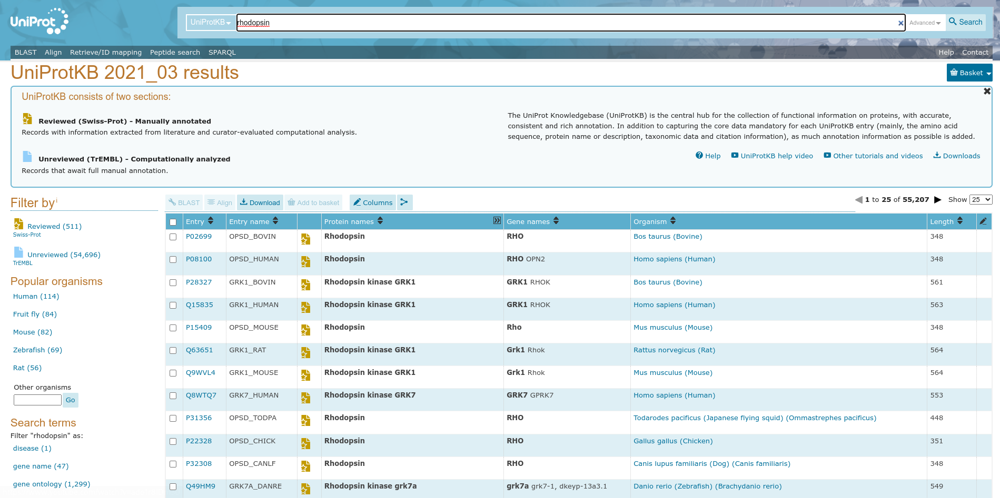 UniProt
UniProtKB
rhodopsin
Advanced
Search
BLAST Align Retrieve/ID mapping Peptide search SPARQL
Help Contact
UniProtKB 2021_03 results
Basket
UniProtKB consists of two sections:
Reviewed (Swiss-Prot) - Manually annotated
Records with information extracted from literature and curator-evaluated computational analysis.
Unreviewed (TrEMBL) - Computationally analyzed
Records that await full manual annotation.
The UniProt Knowledgebase (UniProtKB) is the central hub for the collection of functional information on proteins, with accurate,
consistent and rich annotation. In addition to capturing the core data mandatory for each UniProtKB entry (mainly, the amino acid
sequence, protein name or description, taxonomic data and citation information), as much annotation information as possible is added.
Help UniProtKB help video Other tutorials and videos Downloads
Filter by i
Reviewed (511)
Swiss-Prot
Unreviewed (54,696)
TrEMBL
Popular organisms
Human (114)
Fruit fly (84)
Mouse (82)
Zebrafish (69)
Rat (56)
Other organisms
Go
Search terms
Filter "rhodopsin" as:
disease (1)
gene name (47)
gene ontology (1,299)
BLAST Align Download Add to basket Columns
1 to 25 of 55,207 Show 25
Entry Entry name Protein names Gene names Organism Length
P02699 OPSD_BOVIN Rhodopsin RHO Bos taurus (Bovine) 348
P08100 OPSD_HUMAN Rhodopsin RHO OPN2 Homo sapiens (Human) 348
P28327 GRK1_BOVIN Rhodopsin kinase GRK1 GRK1 RHOK Bos taurus (Bovine) 561
Q15835 GRK1_HUMAN Rhodopsin kinase GRK1 GRK1 RHOK Homo sapiens (Human) 563
P15409 OPSD_MOUSE Rhodopsin Rho Mus musculus (Mouse) 348
Q63651 GRK1_RAT Rhodopsin kinase GRK1 Grk1 Rhok Rattus norvegicus (Rat) 564
Q9WVL4 GRK1_MOUSE Rhodopsin kinase GRK1 Grk1 Rhok Mus musculus (Mouse) 564
Q8WTQ7 GRK7_HUMAN Rhodopsin kinase GRK7 GRK7 GPRK7 Homo sapiens (Human) 553
P31356 OPSD_TODPA Rhodopsin RHO Todarodes pacificus (Japanese flying squid) (Ommastrephes pacificus) 448
P22328 OPSD_CHICK Rhodopsin RHO Gallus gallus (Chicken) 351
P32308 OPSD_CANLF Rhodopsin RHO Canis lupus familiaris (Dog) (Canis familiaris) 348
Q49HM9 GRK7A_DANRE Rhodopsin kinase grk7a grk7a grk7-1, dkeyp-13a3.1 Danio rerio (Zebrafish) (Brachydanio rerio) 549